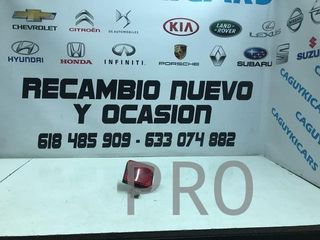 CHEVROLET CITROËN DS AUTOMOBILES KIA LAND-ROVER LEXUS
HYUNDAI HONDA INFINITI PORSCHE SUBARU SUZUKI
RECAMBIO NUEVO
Y OCASION
618 485 909 - 633 074 882
CAGUYKICARS
CAGUYKICARS
PRO